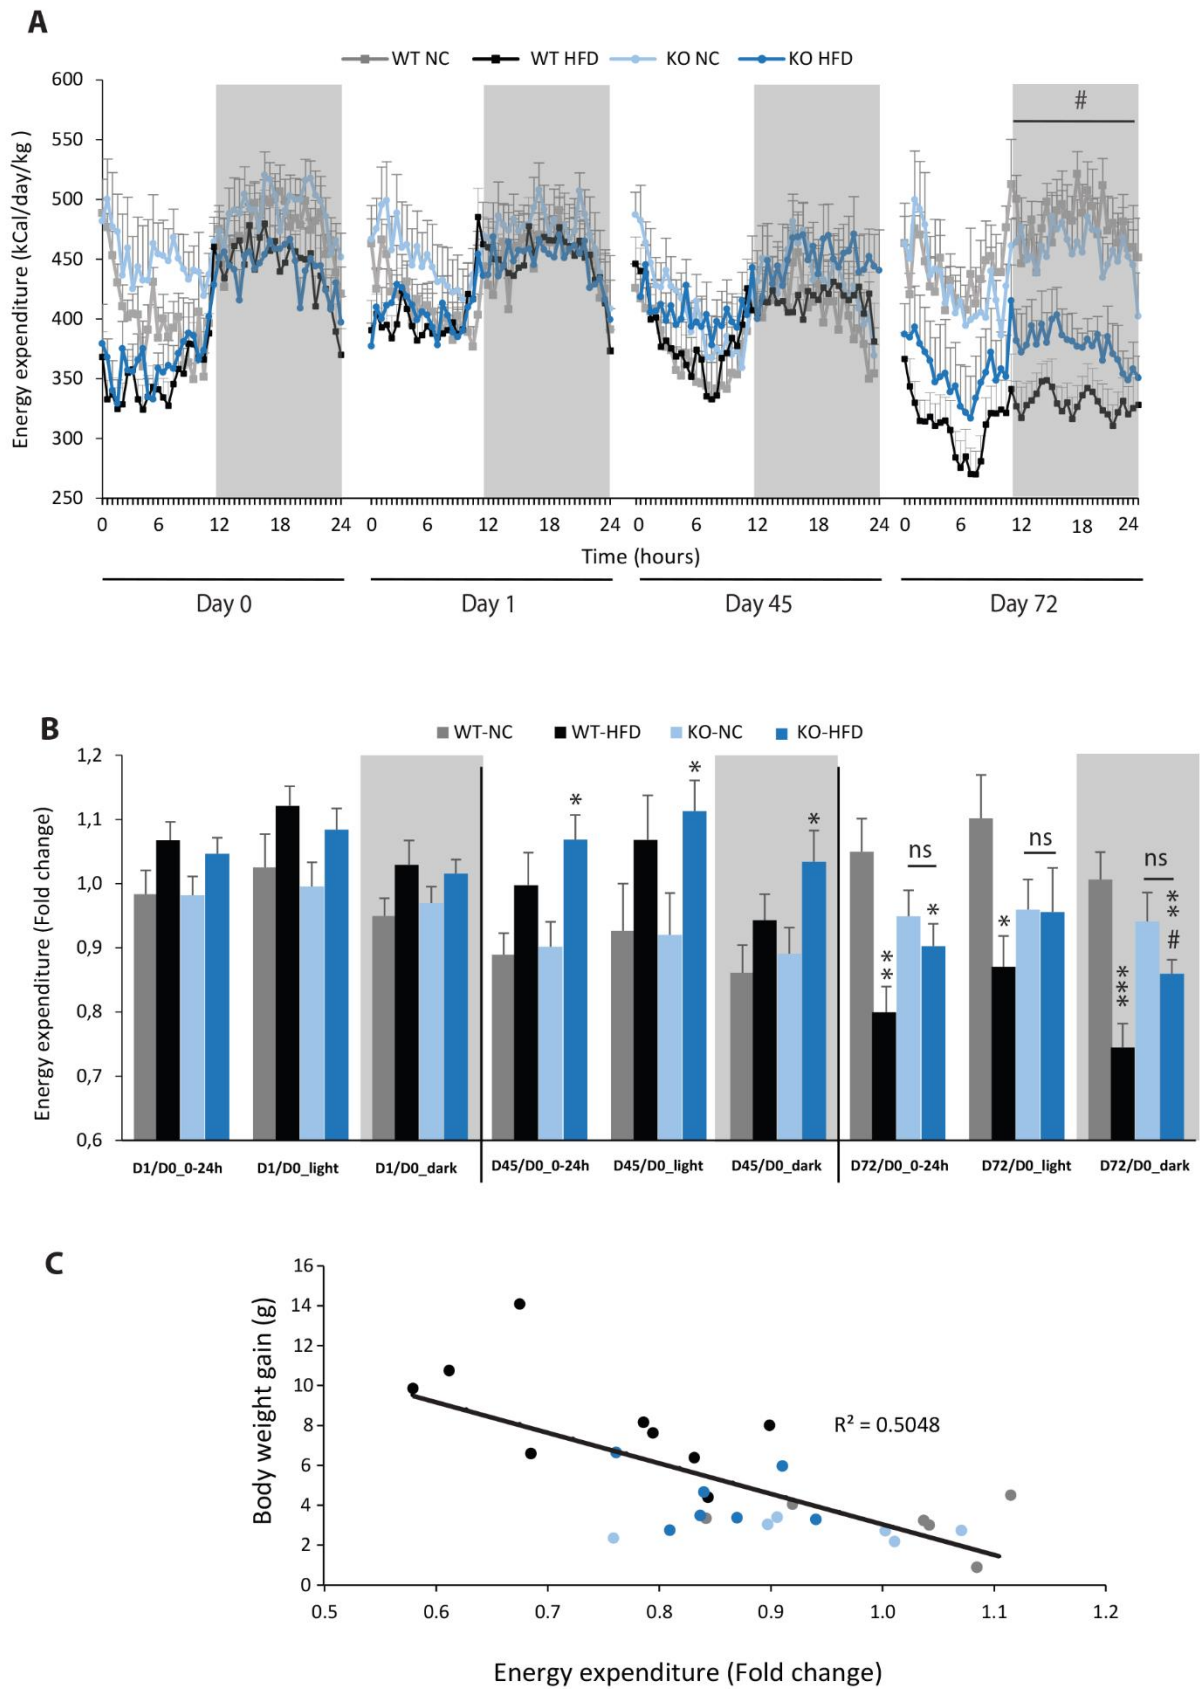 A
WT NC WT HFD KO NC KO HFD
Energy expenditure (kCal/day/kg )
600
550
500
450
400
350
300
250
#
0 6 12 18 24 0 6 12 18 24 0 6 12 18 24 0 6 12 18 24
Time (hours)
Day 0 Day 1 Day 45 Day 72
B
WT-NC WT-HFD KO-NC KO-HFD
Energy expenditure (Fold change)
1,2
1,1
1,0
0,9
0,8
0,7
0,6
* * * ** ns * * ns *** ns ** #
D1/D0_0-24h D1/D0_light D1/D0_dark D45/D0_0-24h D45/D0_light D45/D0_dark D72/D0_0-24h D72/D0_light D72/D0_dark
C
Body weight gain (g)
16
14
12
10
8
6
4
2
0
R² = 0.5048
0.5 0.6 0.7 0.8 0.9 1.0 1.1 1.2
Energy expenditure (Fold change)